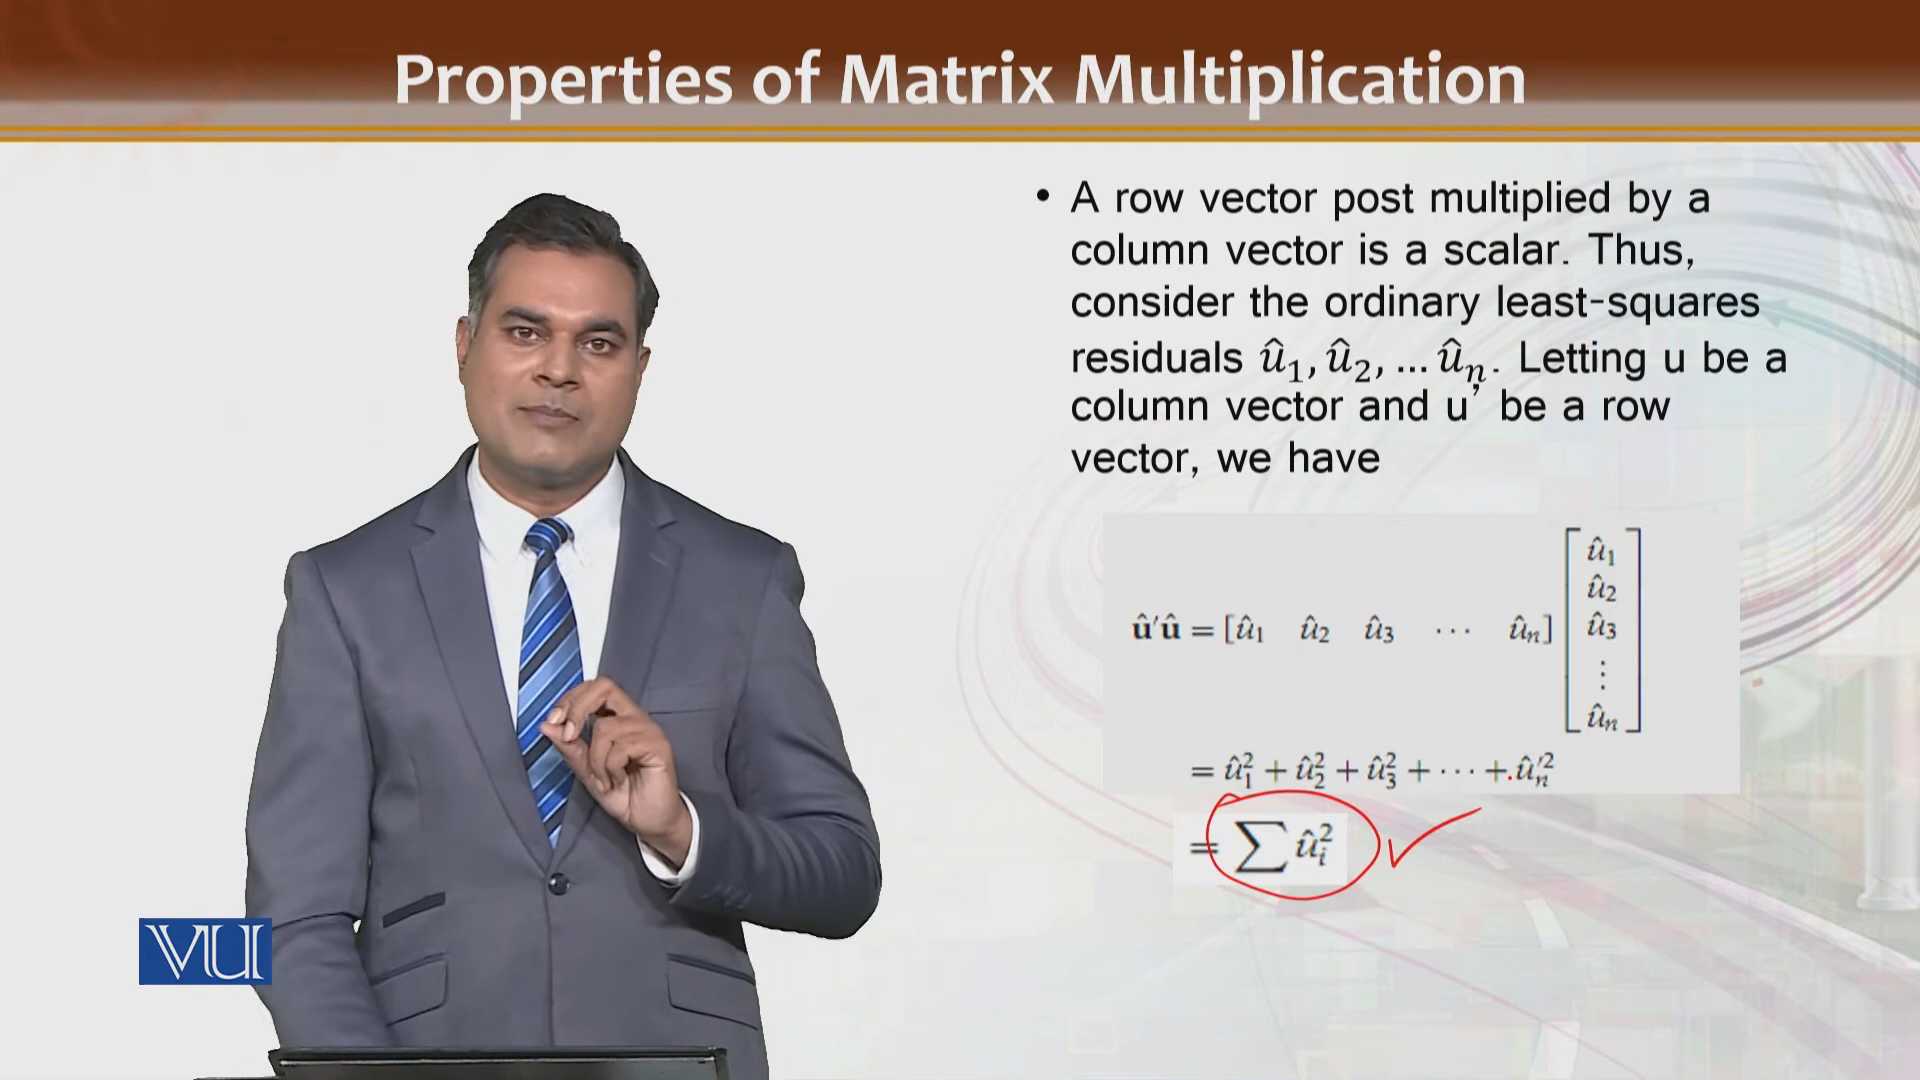 Properties of Matrix Multiplication
• A row vector post multiplied by a
column vector is a scalar. Thus,
consider the ordinary least-squares
residuals û₁, û₂, ... ûₙ. Letting u be a
column vector and u’ be a row
vector, we have
û′û = [û₁ û₂ û₃ ⋯ ûₙ] [û₁ û₂ û₃ ⋮ ûₙ]
= û₁² + û₂² + û₃² + ⋯ + ûₙ′²
= ∑ ûᵢ²
VU